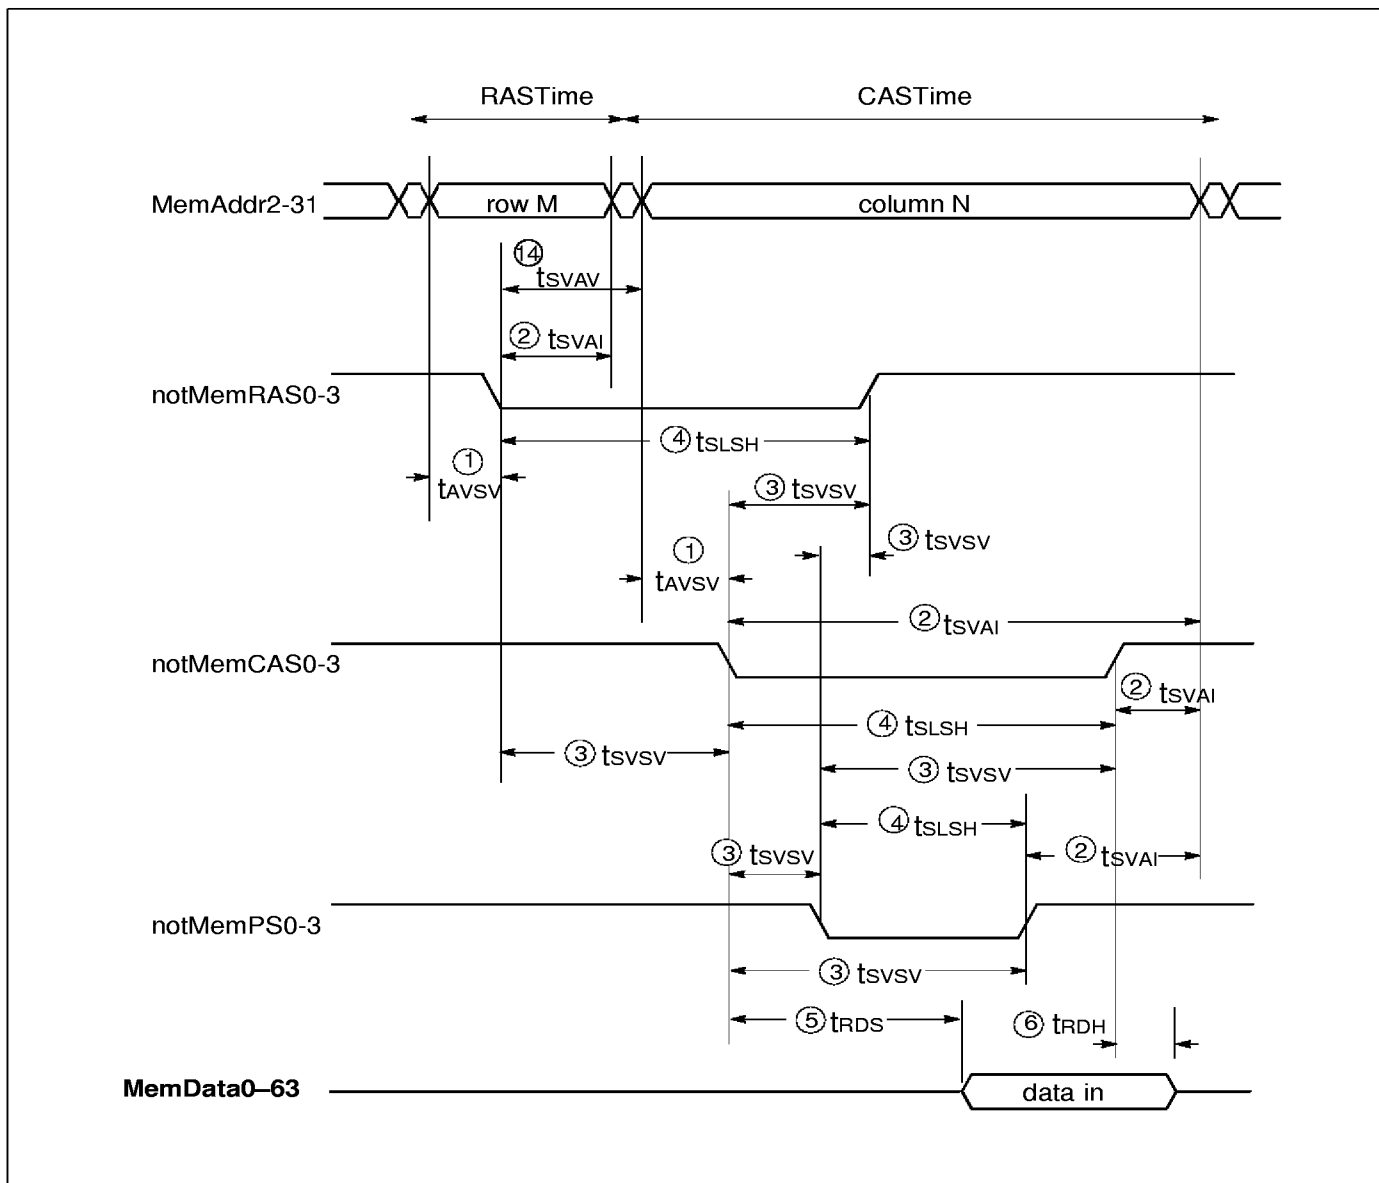 RASTime CASTime
MemAddr2-31 row M column N
14
tSVAV
2 tSVAI
notMemRAS0-3
4 tSLSH
1
tAVSV
3 tSVSV
3 tSVSV
1
tAVSV
2 tSVAI
notMemCAS0-3
2 tSVAI
4 tSLSH
3 tSVSV
3 tSVSV
4 tSLSH
3 tSVSV
2 tSVAI
notMemPS0-3
3 tSVSV
5 tRDS
6 tRDH
MemData0–63 data in